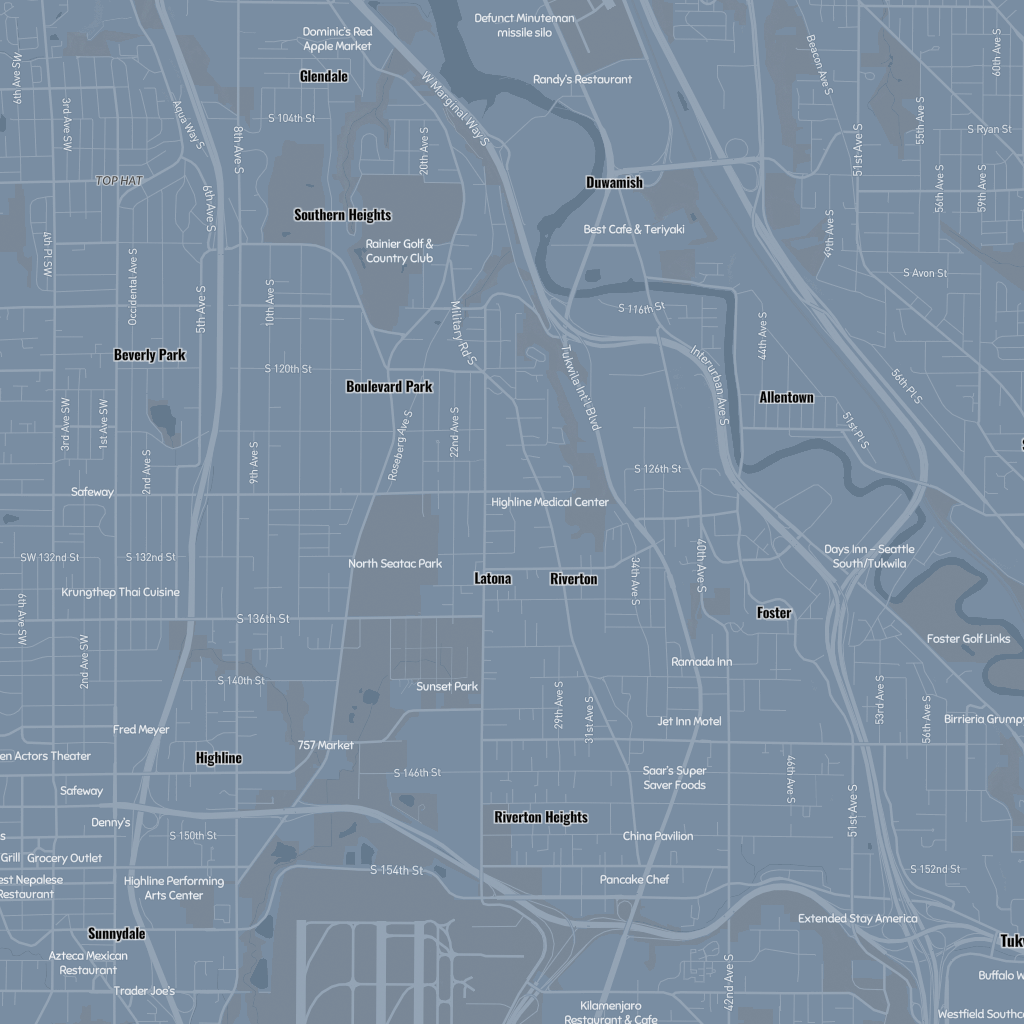 Dominic's Red
Apple Market
Defunct Minuteman
missile silo
Glendale
Randy's Restaurant
6th Ave SW
3rd Ave SW
Aqua Way S
8th Ave S
S 104th St
20th Ave S
W Marginal Way S
Beacon Ave S
60th Ave S
55th Ave S
S Ryan St
51st Ave S
TOP HAT
6th Ave S
Duwamish
56th Ave S
59th Ave S
Southern Heights
Best Cafe & Teriyaki
49th Ave S
Rainier Golf &
Country Club
4th Pl SW
Occidental Ave S
S Avon St
5th Ave S
10th Ave S
Military Rd S
S 116th St
44th Ave S
Beverly Park
S 120th St
Boulevard Park
Tukwila Int'l Blvd
Interurban Ave S
56th Pl S
Allentown
3rd Ave SW
1st Ave SW
Roseberg Ave S
22nd Ave S
51st Pl S
2nd Ave S
9th Ave S
S 126th St
Safeway
Highline Medical Center
SW 132nd St
S 132nd St
North Seatac Park
Days Inn - Seattle
South/Tukwila
40th Ave S
34th Ave S
Latona
Riverton
Krungthep Thai Cuisine
6th Ave SW
S 136th St
Foster
Foster Golf Links
2nd Ave SW
Ramada Inn
S 140th St
Sunset Park
29th Ave S
31st Ave S
53rd Ave S
56th Ave S
Jet Inn Motel
Birrieria Grumpy
Fred Meyer
757 Market
en Actors Theater
Highline
S 146th St
Saar's Super
Saver Foods
46th Ave S
Safeway
51st Ave S
Denny's
Riverton Heights
S 150th St
China Pavilion
s
Grill
Grocery Outlet
S 154th St
S 152nd St
est Nepalese
Restaurant
Highline Performing
Arts Center
Pancake Chef
Extended Stay America
Sunnydale
Tukw
Azteca Mexican
Restaurant
42nd Ave S
Buffalo W
Trader Joe's
Kilamenjaro
Restaurant & Cafe
Westfield Southc